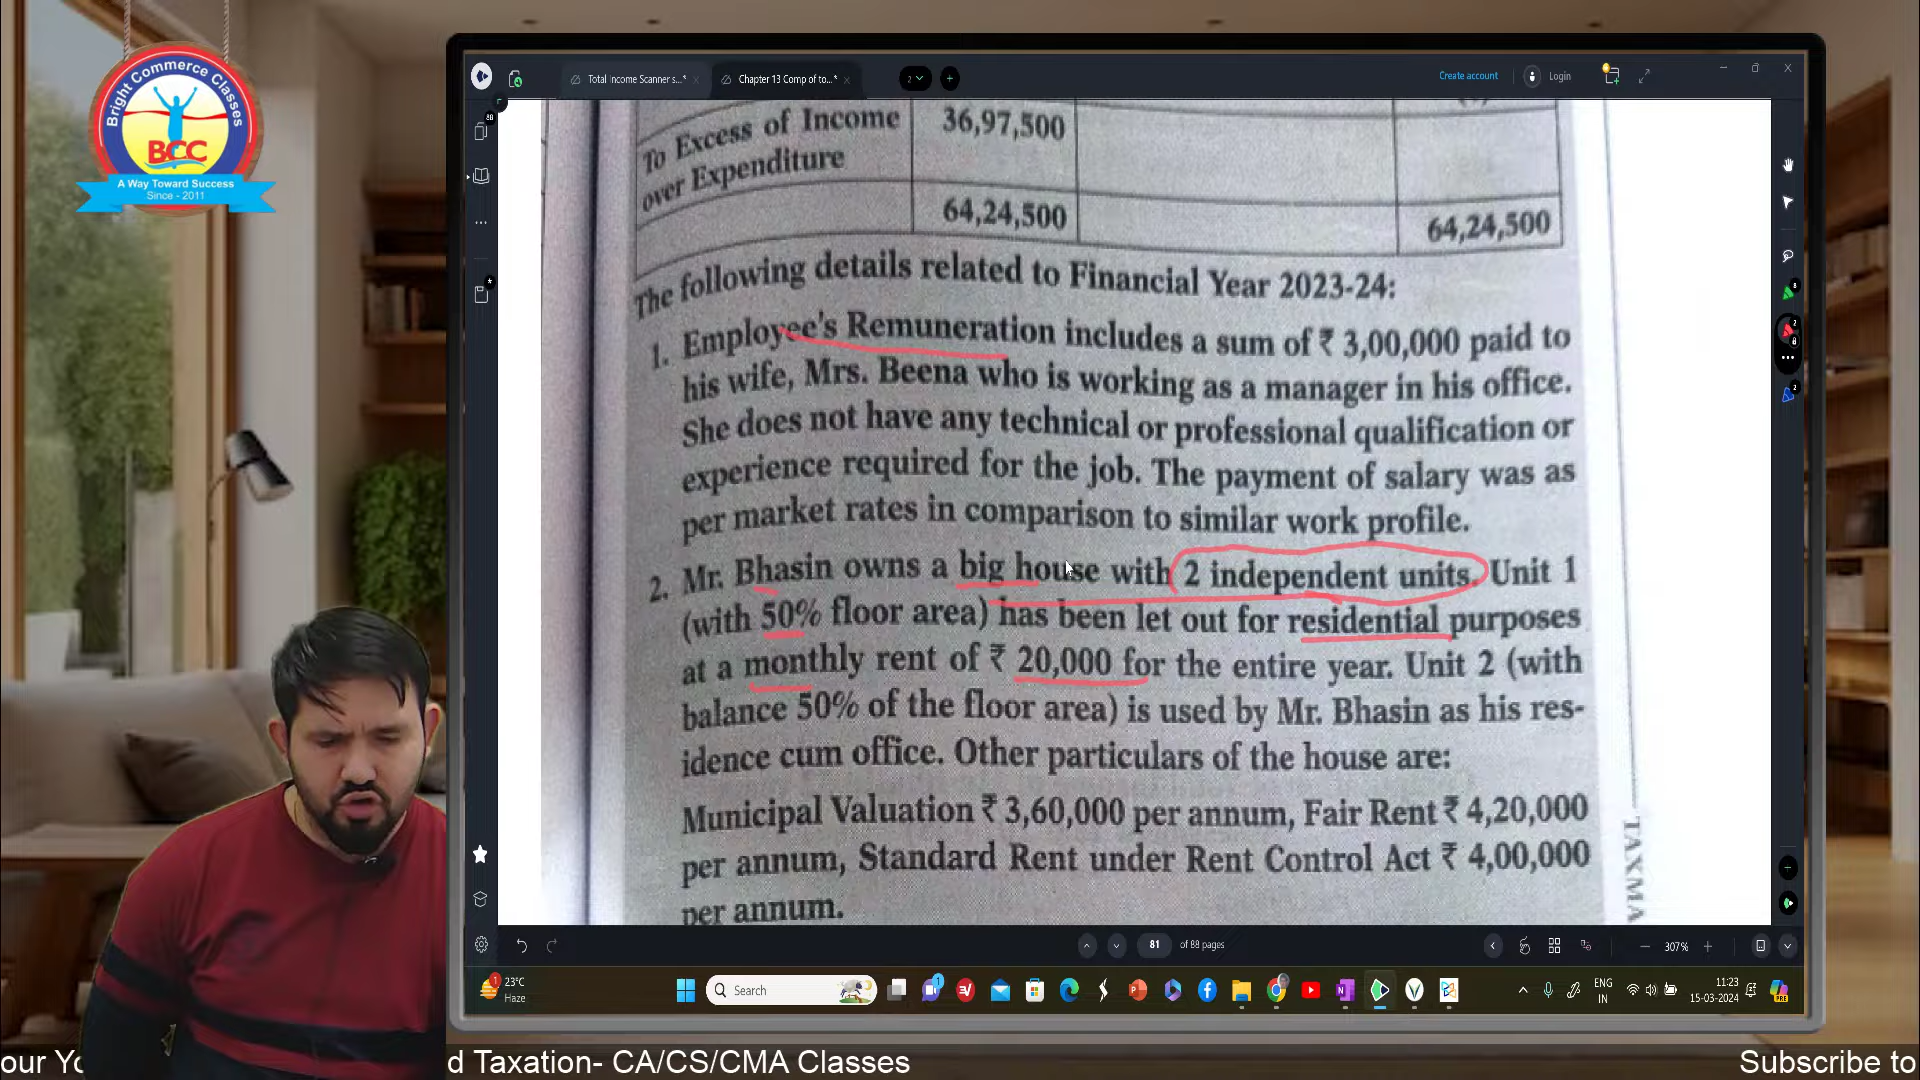 Bright Commerce Classes
BCC
A Way Toward Success
Since - 2011
Total Income Scanner s...*
Chapter 13 Comp of to...*
2
Create account
Login
88
To Excess of Income
over Expenditure
36,97,500
64,24,500
64,24,500
The following details related to Financial Year 2023-24:
1. Employee's Remuneration includes a sum of ₹ 3,00,000 paid to
his wife, Mrs. Beena who is working as a manager in his office.
She does not have any technical or professional qualification or
experience required for the job. The payment of salary was as
per market rates in comparison to similar work profile.
2. Mr. Bhasin owns a big house with 2 independent units. Unit 1
(with 50% floor area) has been let out for residential purposes
at a monthly rent of ₹ 20,000 for the entire year. Unit 2 (with
balance 50% of the floor area) is used by Mr. Bhasin as his res-
idence cum office. Other particulars of the house are:
Municipal Valuation ₹ 3,60,000 per annum, Fair Rent ₹ 4,20,000
per annum, Standard Rent under Rent Control Act ₹ 4,00,000
per annum.
TAXMA
81 of 88 pages
307%
23°C
Haze
Search
ENG
IN
11:23
15-03-2024
our Yo
d Taxation- CA/CS/CMA Classes
Subscribe to